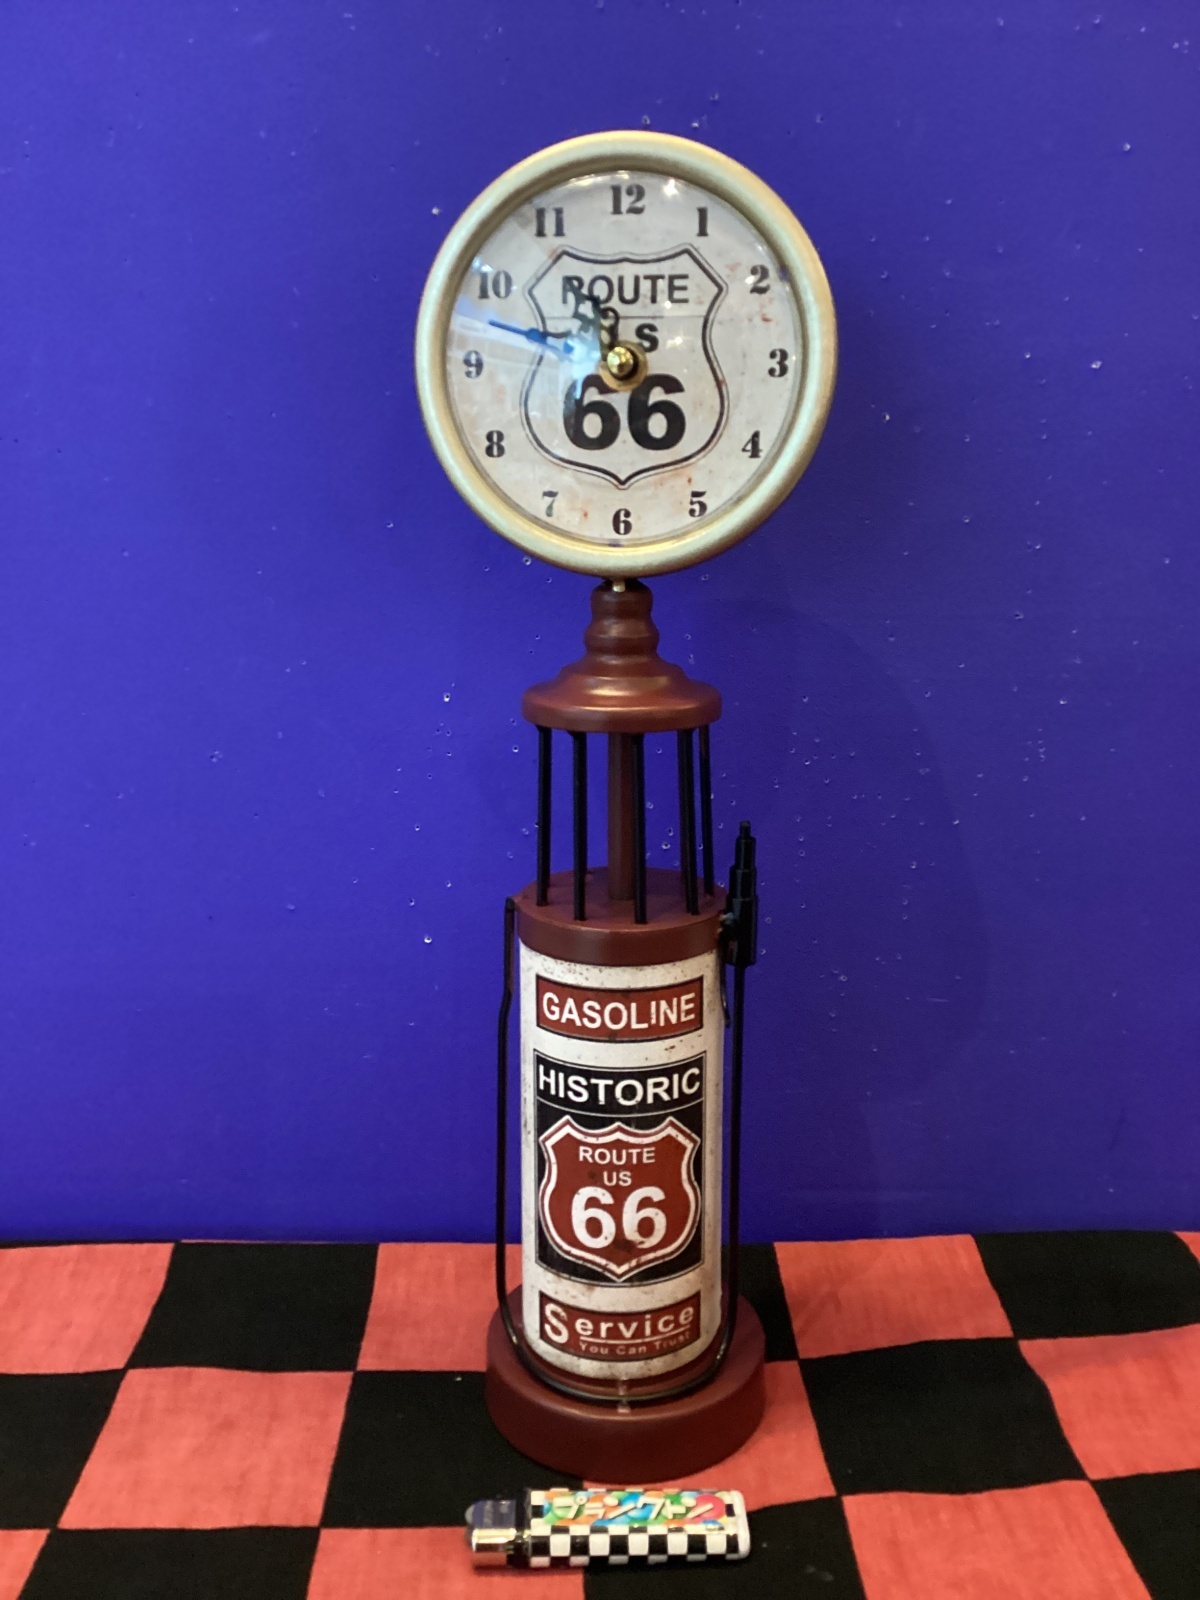 12
11
1
10
2
ROUTE
US
9
3
66
8
4
7
5
6
GASOLINE
HISTORIC
ROUTE
US
66
Service
You Can Trust
プランクトン